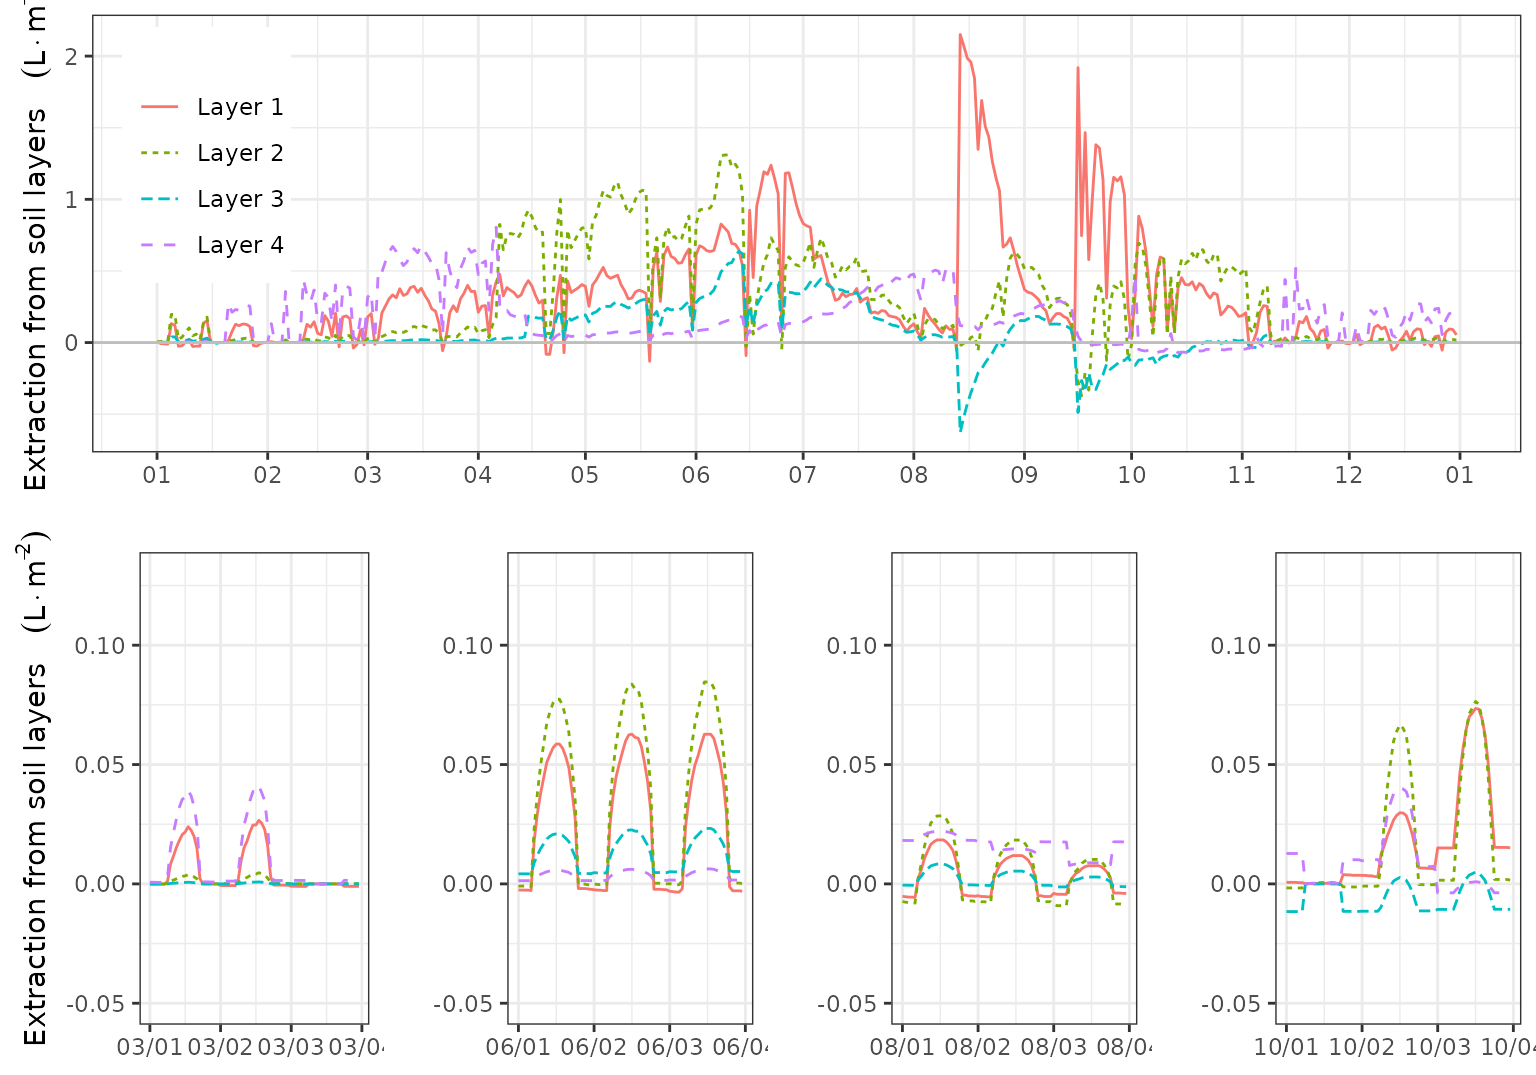 Extraction from soil layers (L·m
2
1
0
Layer 1
Layer 2
Layer 3
Layer 4
01 02 03 04 05 06 07 08 09 10 11 12 01
Extraction from soil layers (L·m⁻²)
0.10 0.10 0.10 0.10
0.05 0.05 0.05 0.05
0.00 0.00 0.00 0.00
-0.05 -0.05 -0.05 -0.05
03/01 03/02 03/03 03/0 06/01 06/02 06/03 06/0 08/01 08/02 08/03 08/0 10/01 10/02 10/03 10/0